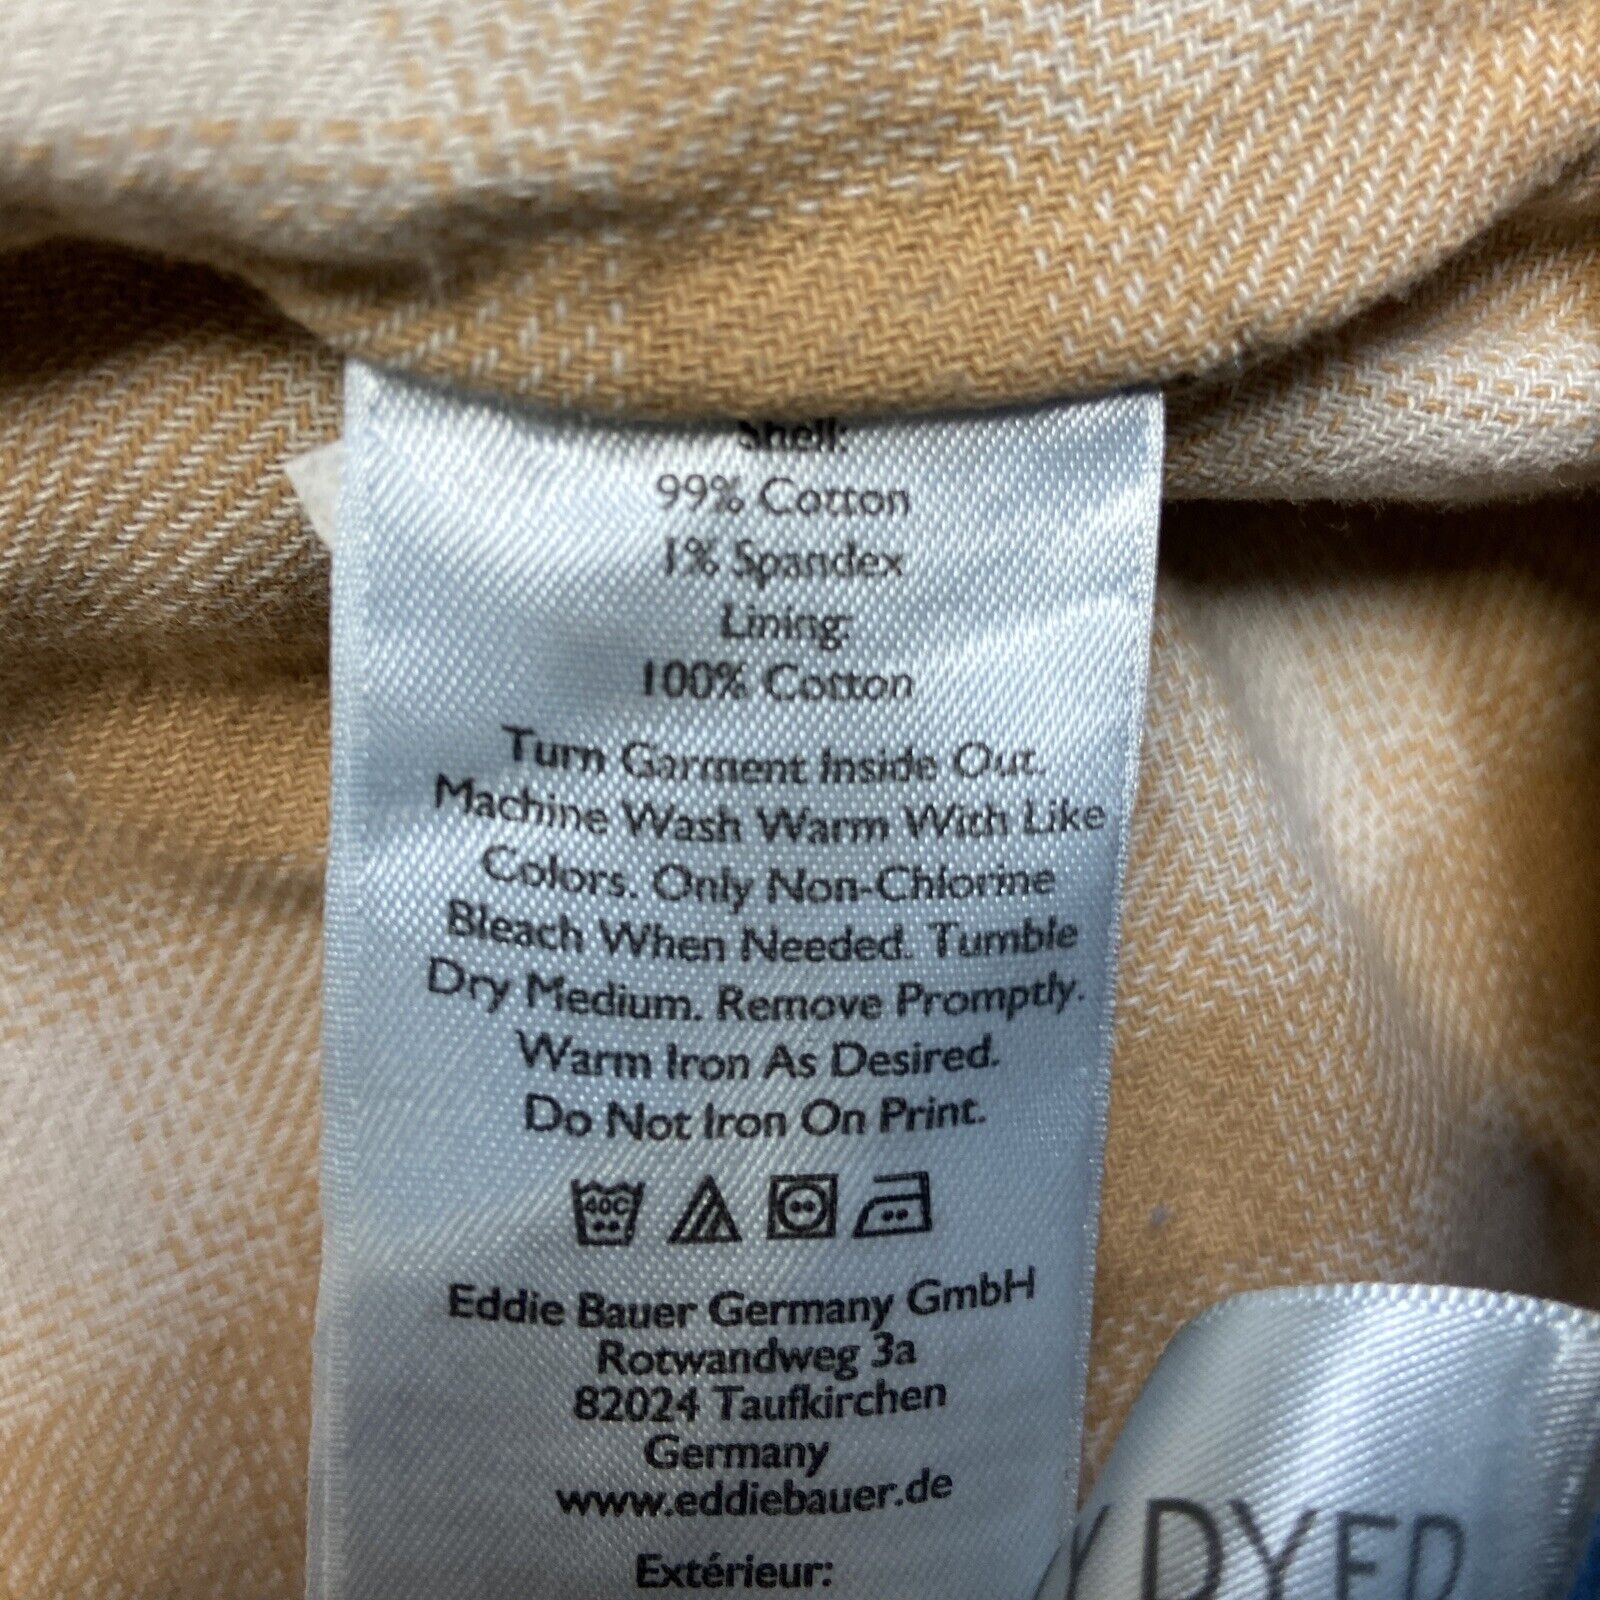 Shell:
99% Cotton
1% Spandex
Lining:
100% Cotton
Turn Garment Inside Out.
Machine Wash Warm With Like
Colors. Only Non-Chlorine
Bleach When Needed. Tumble
Dry Medium. Remove Promptly.
Warm Iron As Desired.
Do Not Iron On Print.
40C
Eddie Bauer Germany GmbH
Rotwandweg 3a
82024 Taufkirchen
Germany
www.eddiebauer.de
Extérieur:
DYED